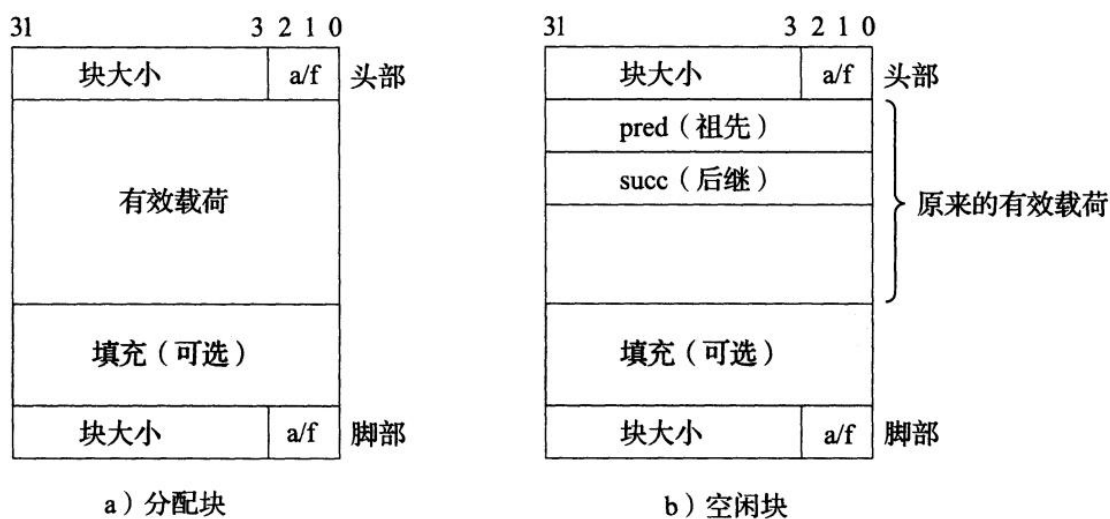 31 3 2 1 0
块大小 a/f 头部
有效载荷
填充（可选）
块大小 a/f 脚部
a）分配块
31 3 2 1 0
块大小 a/f 头部
pred（祖先）
succ（后继）
原来的有效载荷
填充（可选）
块大小 a/f 脚部
b）空闲块